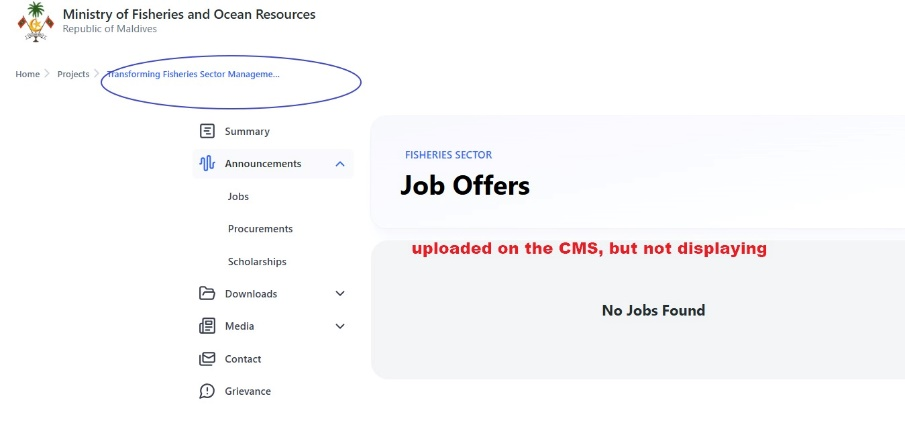 Ministry of Fisheries and Ocean Resources
Republic of Maldives
Home > Projects > Transforming Fisheries Sector Manageme...
Summary
Announcements
Jobs
Procurements
Scholarships
Downloads
Media
Contact
Grievance
FISHERIES SECTOR
Job Offers
uploaded on the CMS, but not displaying
No Jobs Found